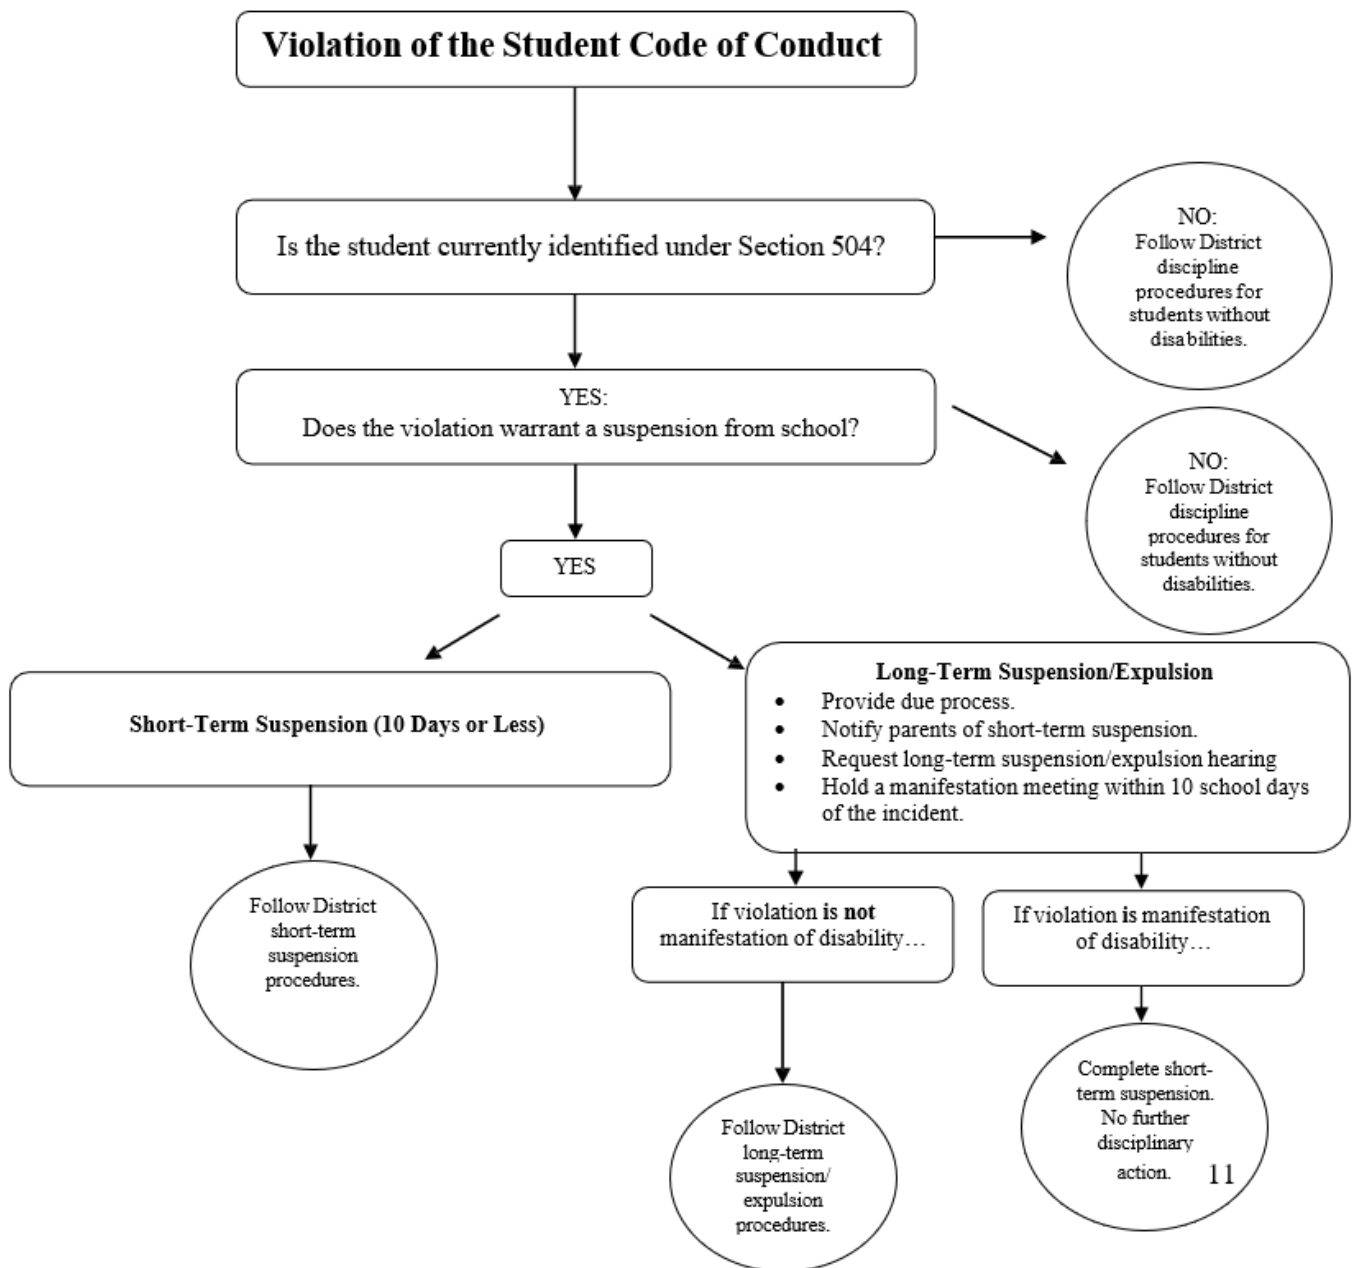 Violation of the Student Code of Conduct
Is the student currently identified under Section 504?
NO:
Follow District
discipline
procedures for
students without
disabilities.
YES:
Does the violation warrant a suspension from school?
NO:
Follow District
discipline
procedures for
students without
disabilities.
YES
Short-Term Suspension (10 Days or Less)
Long-Term Suspension/Expulsion
• Provide due process.
• Notify parents of short-term suspension.
• Request long-term suspension/expulsion hearing
• Hold a manifestation meeting within 10 school days
of the incident.
Follow District
short-term
suspension
procedures.
If violation is not
manifestation of disability…
If violation is manifestation
of disability…
Follow District
long-term
suspension/
expulsion
procedures.
Complete short-
term suspension.
No further
disciplinary
action.
11